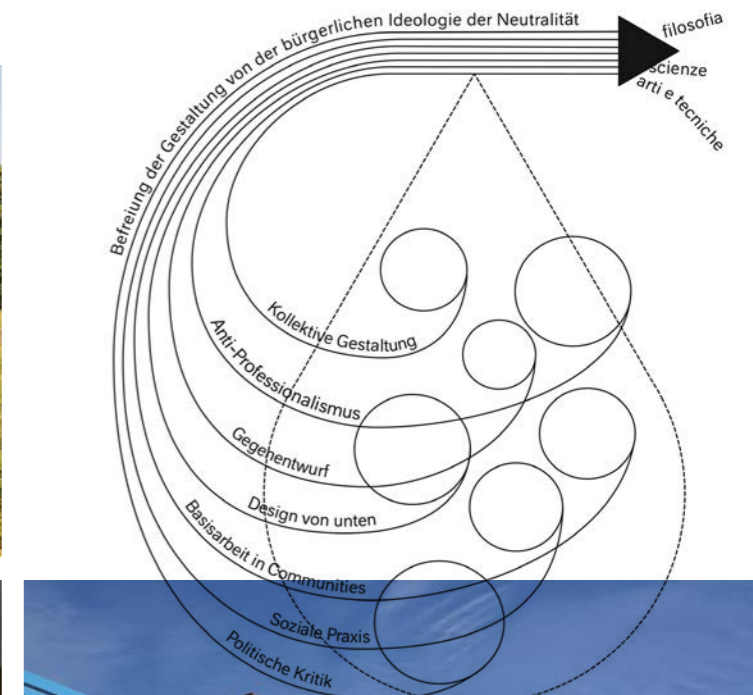 Befreiung der Gestaltung von der bürgerlichen Ideologie der Neutralität
filosofia
scienze
arti e tecniche
Kollektive Gestaltung
Anti-Professionalismus
Gegenentwurf
Design von unten
Basisarbeit in Communities
Soziale Praxis
Politische Kritik